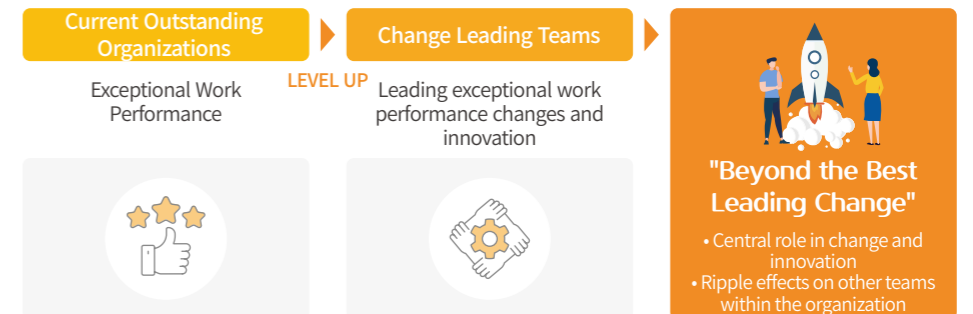 Current Outstanding
Organizations
Exceptional Work
Performance
LEVEL UP
Change Leading Teams
Leading exceptional work
performance changes and
innovation
"Beyond the Best
Leading Change"
• Central role in change and
innovation
• Ripple effects on other teams
within the organization